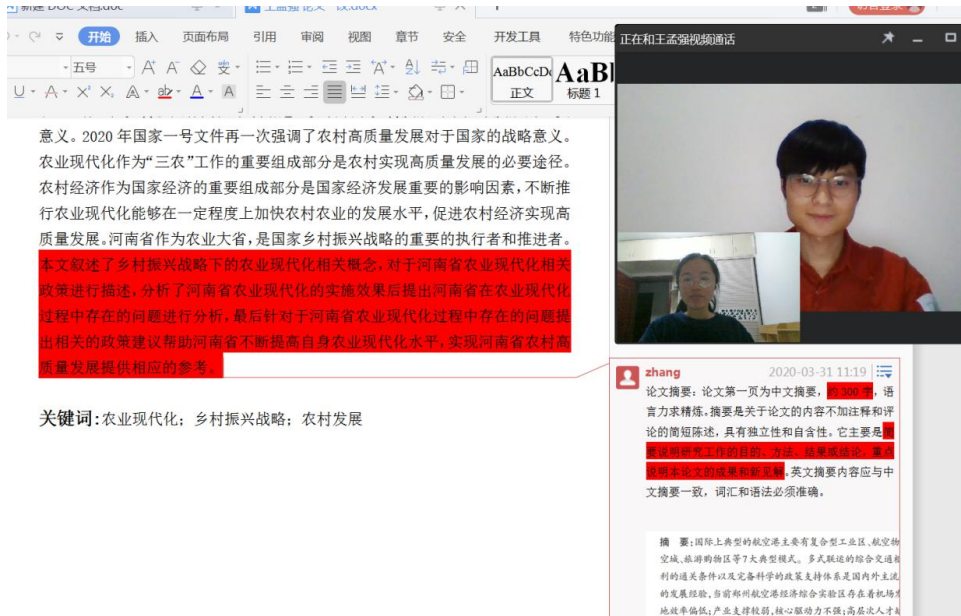 新建 DOC 文档.doc
开始 插入 页面布局 引用 审阅 视图 章节 安全 开发工具 特色功能
五号
AaBbCcDd AaBl
正文 标题 1
正在和王孟强视频通话
意义。2020 年国家一号文件再一次强调了农村高质量发展对于国家的战略意义。
农业现代化作为“三农”工作的重要组成部分是农村实现高质量发展的必要途径。
农村经济作为国家经济的重要组成部分是国家经济发展重要的影响因素,不断推
行农业现代化能够在一定程度上加快农村农业的发展水平,促进农村经济实现高
质量发展。河南省作为农业大省,是国家乡村振兴战略的重要的执行者和推进者。
本文叙述了乡村振兴战略下的农业现代化相关概念,对于河南省农业现代化相关
政策进行描述,分析了河南省农业现代化的实施效果后提出河南省在农业现代化
过程中存在的问题进行分析,最后针对于河南省农业现代化过程中存在的问题提
出相关的政策建议帮助河南省不断提高自身农业现代化水平,实现河南省农村高
质量发展提供相应的参考。
关键词:农业现代化;乡村振兴战略;农村发展
zhang 2020-03-31 11:19
论文摘要:论文第一页为中文摘要,约 300 字,语
言力求精炼。摘要是关于论文的内容不加注释和评
论的简短陈述,具有独立性和自含性。它主要是简
要说明研究工作的目的、方法、结果或结论,重点
说明本论文的成果和新见解。英文摘要内容应与中
文摘要一致,词汇和语法必须准确。
摘 要:国际上典型的航空港主要有复合型工业区、航空物
空城、旅游购物区等7大典型模式。多式联运的综合交通
利的通关条件以及完备科学的政策支持体系是国内外主流
的发展经验,当前郑州航空港经济综合实验区存在着机场
地效率偏低;产业支撑较弱,核心驱动力不强;高层次人才